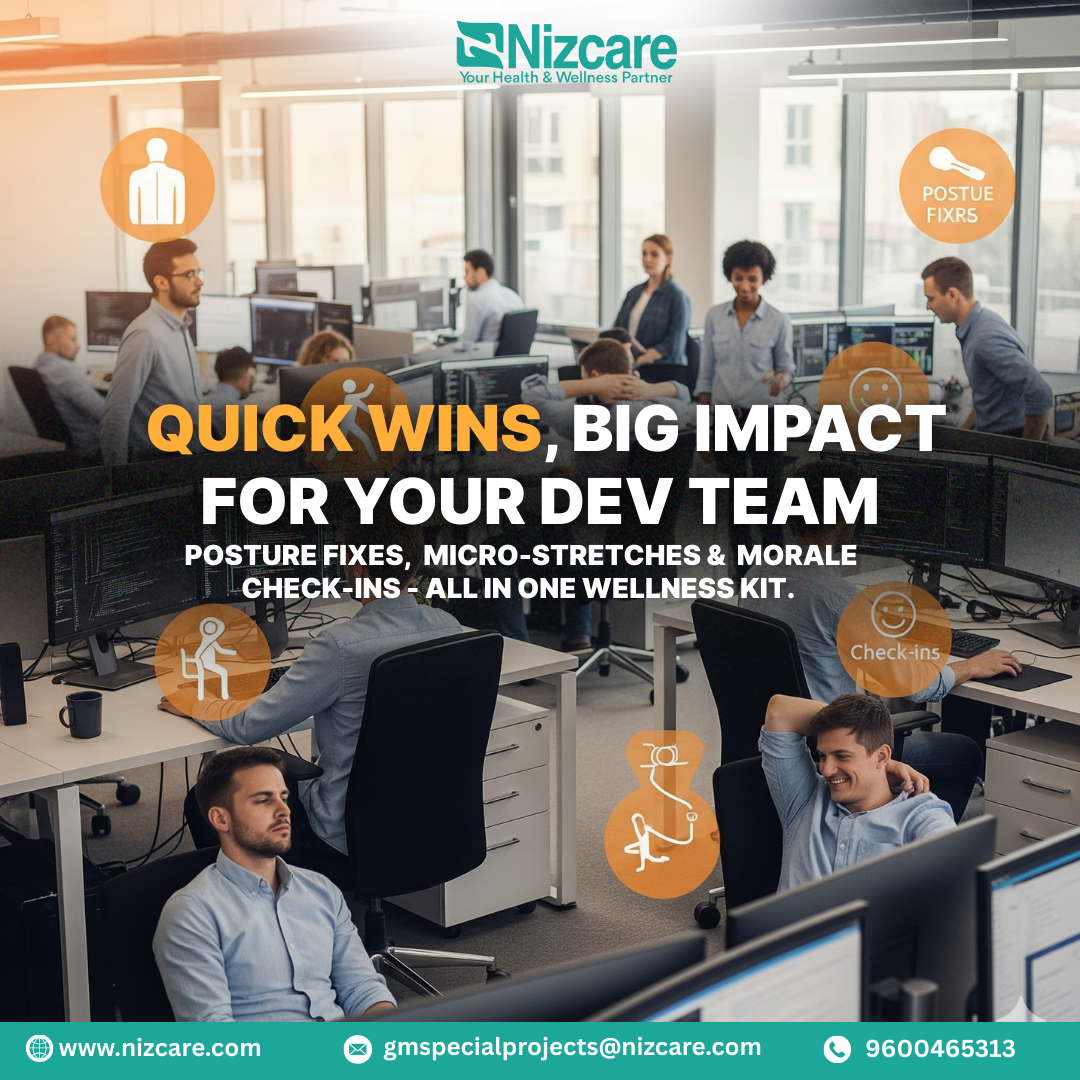 Nizcare
Your Health & Wellness Partner
POSTUE
FIXRS
QUICK WINS, BIG IMPACT
FOR YOUR DEV TEAM
POSTURE FIXES, MICRO-STRETCHES & MORALE
CHECK-INS - ALL IN ONE WELLNESS KIT.
Check-ins
www.nizcare.com
gmspecialprojects@nizcare.com
9600465313